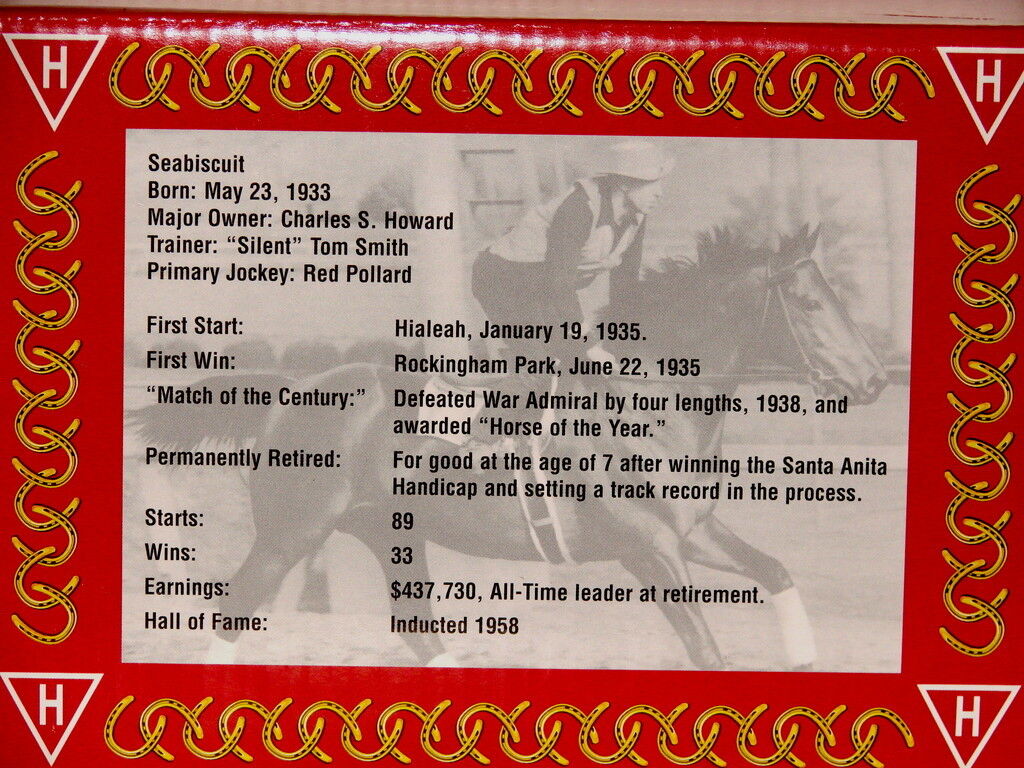 H H
Seabiscuit
Born: May 23, 1933
Major Owner: Charles S. Howard
Trainer: “Silent” Tom Smith
Primary Jockey: Red Pollard
First Start: Hialeah, January 19, 1935.
First Win: Rockingham Park, June 22, 1935
“Match of the Century:” Defeated War Admiral by four lengths, 1938, and
awarded “Horse of the Year.”
Permanently Retired: For good at the age of 7 after winning the Santa Anita
Handicap and setting a track record in the process.
Starts: 89
Wins: 33
Earnings: $437,730, All-Time leader at retirement.
Hall of Fame: Inducted 1958
H H